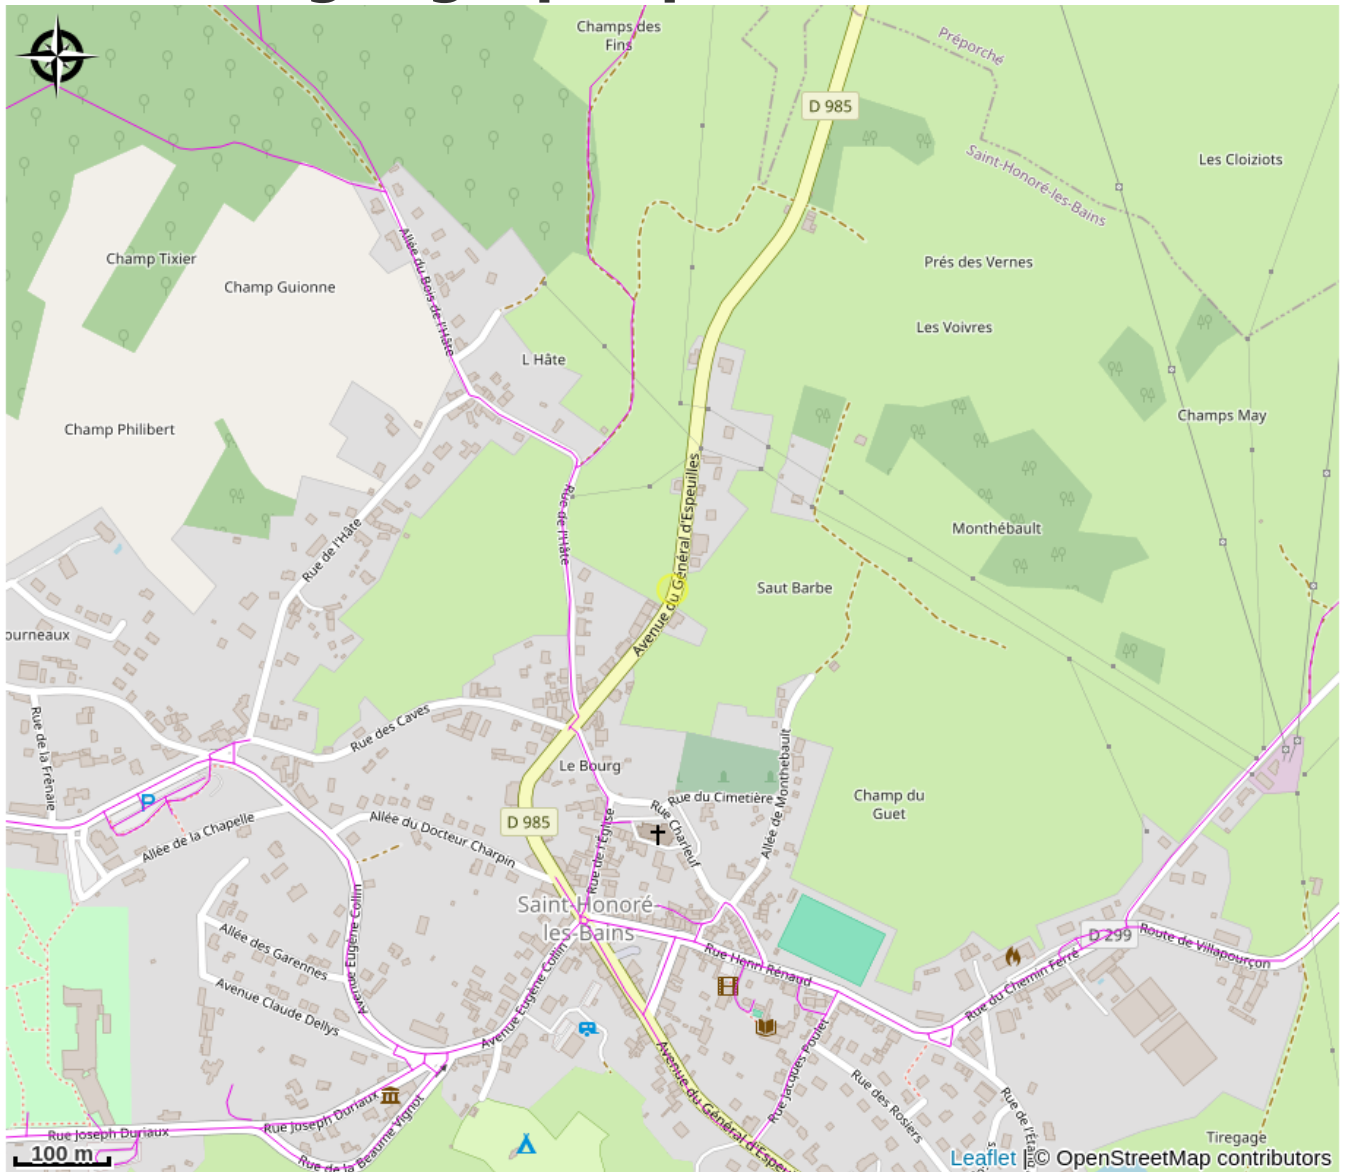 Champs des
Fins
Préporché
D 985
Les Cloiziots
Saint-Honoré-les-Bains
Champ Tixier
Prés des Vernes
Champ Guionne
Allée du Bois de l'Hâte
Les Voivres
L Hâte
Champs May
Champ Philibert
Avenue du Général d'Espeuilles
Rue de l'Hâte
Rue de l'Hâte
Monthébault
Saut Barbe
ourneaux
Rue des Caves
Rue de la Frênaie
Allée de Monthebault
Le Bourg
P
Rue du Cimetière
Champ du
Guet
Rue Charleuf
D 985
Allée du Docteur Charpin
Allée de la Chapelle
Rue de l'Église
Saint-Honoré
les-Bains
Avenue Eugène Collin
Allée des Garennes
D 299
Route de Villapourçon
Rue Henri Renaud
Avenue Eugène Collin
Rue du Chemin Ferré
Avenue Claude Dellys
Rue Jacques Poulet
Avenue du Général d'Espeu
Rue des Rosiers
Rue Joseph Duriaux
Rue Joseph Duriaux
Rue de la Beaume Vignot
Rue de l'Étang
Tiregage
100 m
Leaflet | © OpenStreetMap contributors